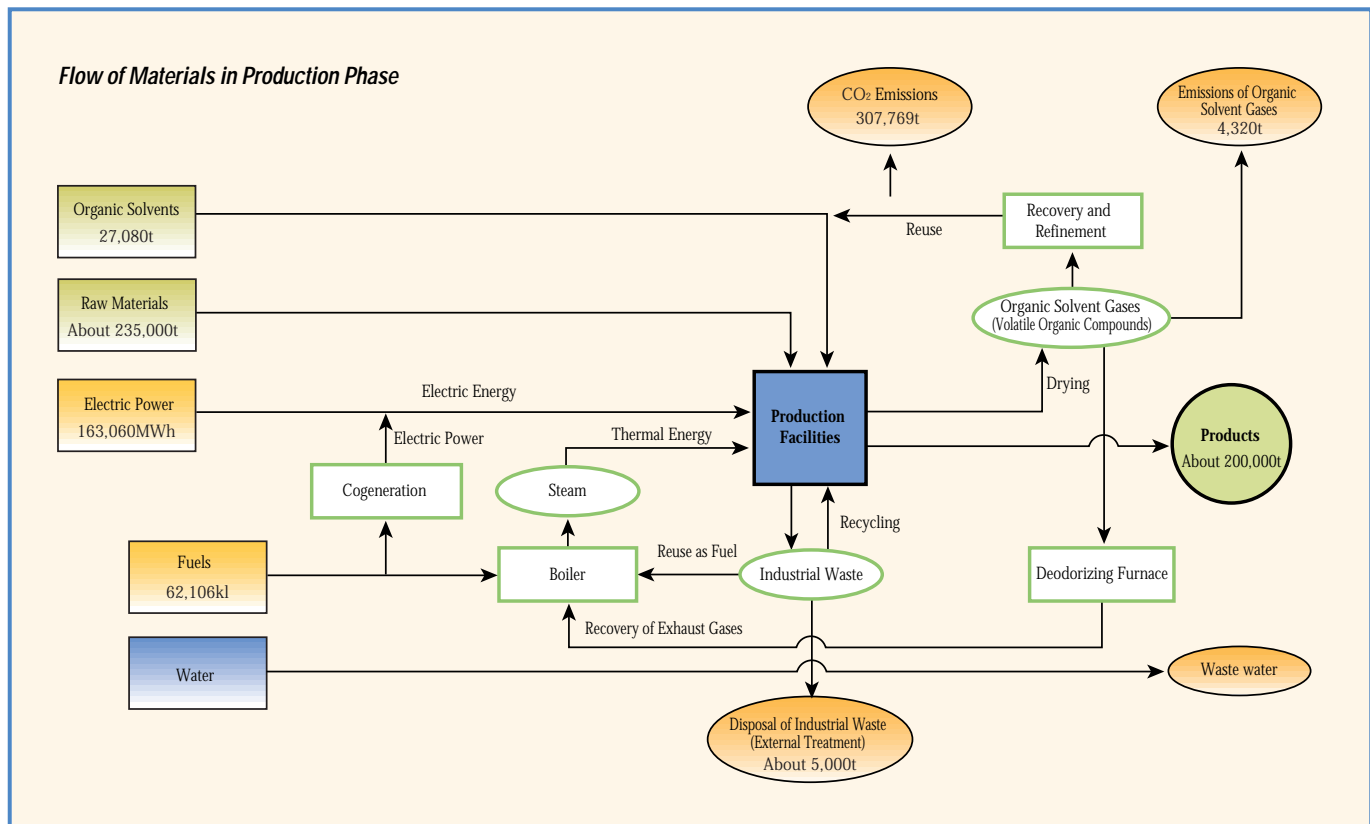 Flow of Materials in Production Phase
CO₂ Emissions
307,769t
Emissions of Organic
Solvent Gases
4,320t
Organic Solvents
27,080t
Reuse
Recovery and
Refinement
Raw Materials
About 235,000t
Organic Solvent Gases
(Volatile Organic Compounds)
Electric Power
163,060MWh
Electric Energy
Electric Power
Thermal Energy
Production
Facilities
Drying
Products
About 200,000t
Cogeneration
Steam
Recycling
Fuels
62,106kl
Boiler
Reuse as Fuel
Industrial Waste
Deodorizing Furnace
Recovery of Exhaust Gases
Water
Waste water
Disposal of Industrial Waste
(External Treatment)
About 5,000t